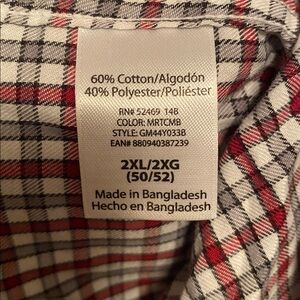 60% Cotton/Algodón
40% Polyester/Poliéster
RN# 52469 14B
COLOR: MRTCMB
STYLE: GM44Y033B
EAN# 880940387239
2XL/2XG
(50/52)
Made in Bangladesh
Hecho en Bangladesh